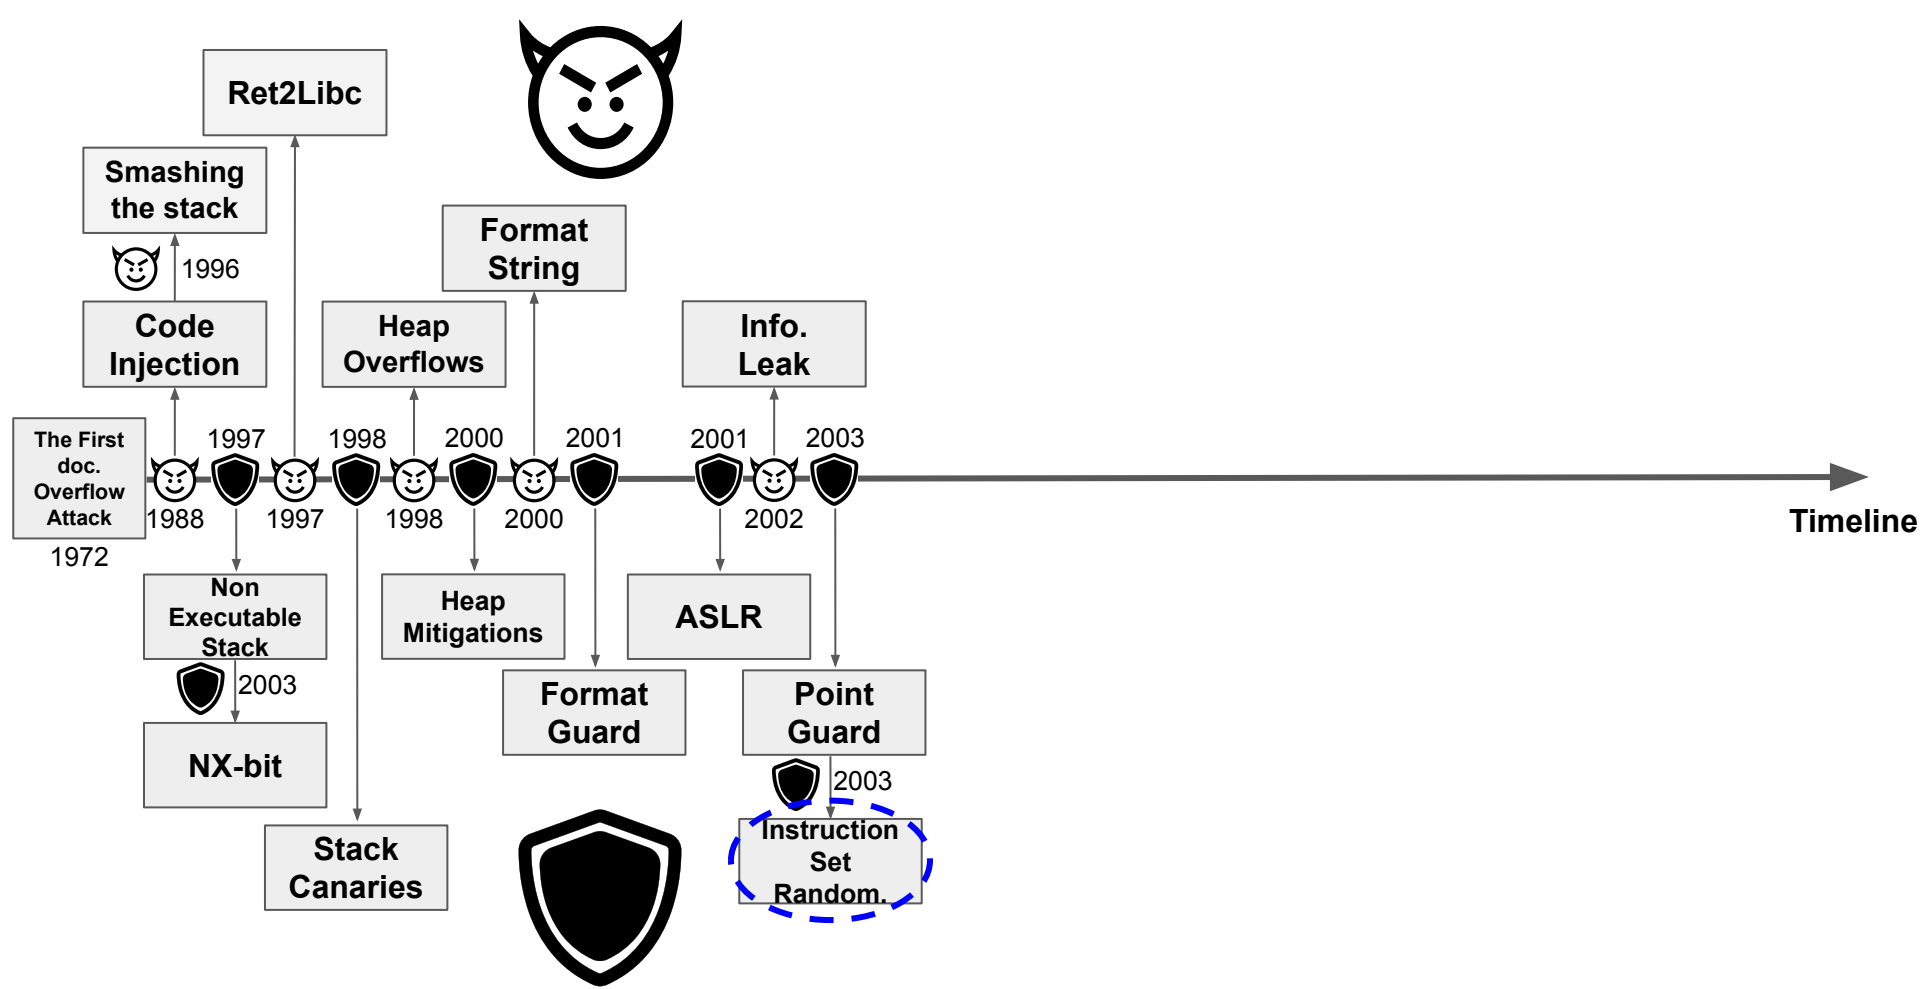 Ret2Libc
Smashing
the stack
1996
Format
String
Code
Injection
Heap
Overflows
Info.
Leak
The First
doc.
Overflow
Attack
1972
1997
1998
2000
2001
2001
2003
1988
1997
1998
2000
2002
Timeline
Non
Executable
Stack
2003
NX-bit
Heap
Mitigations
ASLR
Format
Guard
Point
Guard
2003
Stack
Canaries
Instruction
Set
Random.